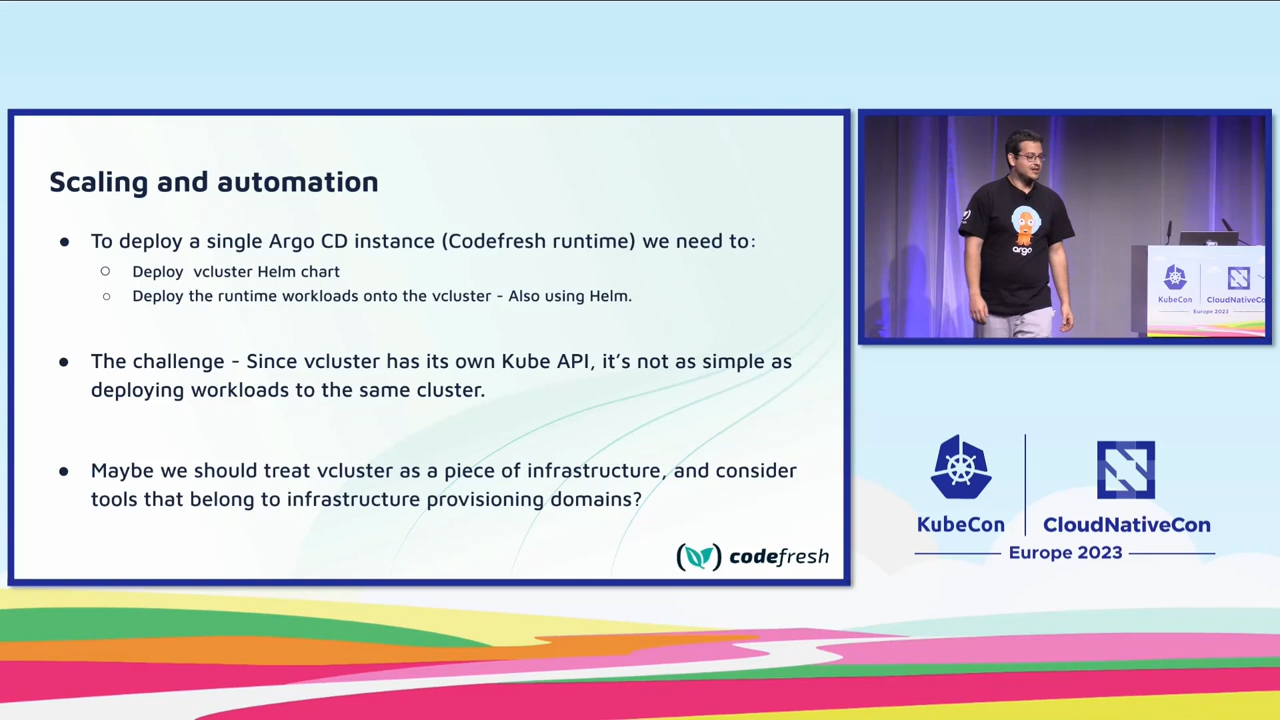 Scaling and automation
● To deploy a single Argo CD instance (Codefresh runtime) we need to:
○ Deploy vcluster Helm chart
○ Deploy the runtime workloads onto the vcluster - Also using Helm.
● The challenge - Since vcluster has its own Kube API, it's not as simple as
deploying workloads to the same cluster.
● Maybe we should treat vcluster as a piece of infrastructure, and consider
tools that belong to infrastructure provisioning domains?
codefresh
argo
KubeCon
CloudNativeCo
Europe 2023
KubeCon
CloudNativeCon
Europe 2023